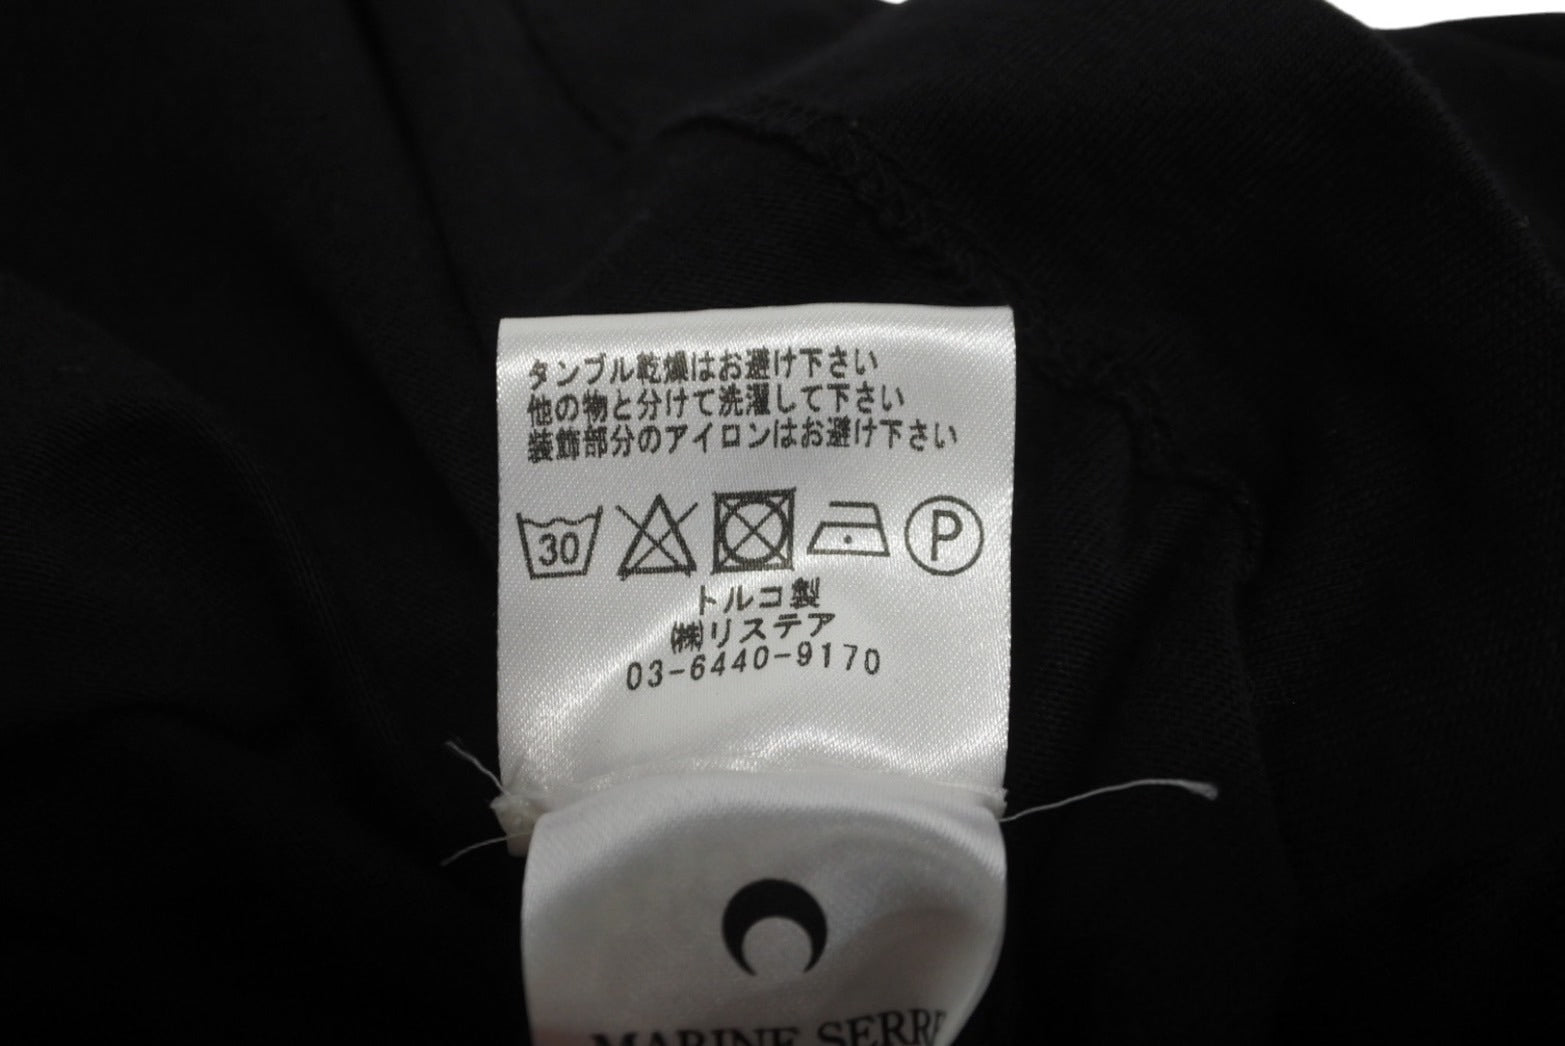 タンブル乾燥はお避け下さい
他の物と分けて洗濯して下さい
装飾部分のアイロンはお避け下さい
30 P
トルコ製
㈱リステア
03-6440-9170
MARINE SERRE